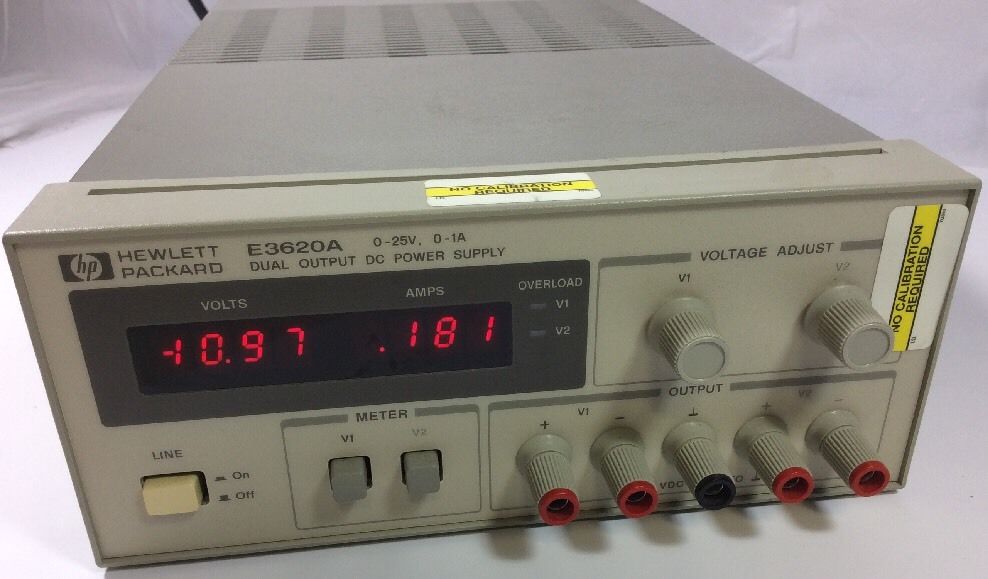 NO CALIBRATION
REQUIRED
hp HEWLETT
PACKARD
E3620A 0-25V, 0-1A
DUAL OUTPUT DC POWER SUPPLY
VOLTS AMPS
OVERLOAD
V1
V2
-10.97 .181
VOLTAGE ADJUST
V1 V2
NO CALIBRATION
REQUIRED
METER
V1 V2
LINE
On
Off
OUTPUT
+ V1 - ⊥ + V2 -
VDC